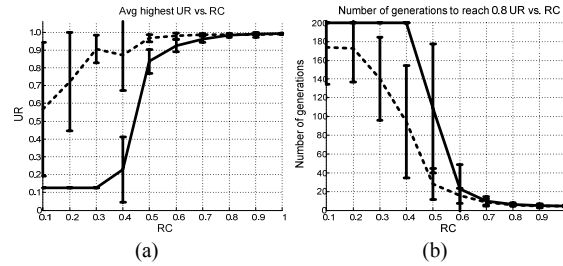 Avg highest UR vs. RC
1.0
0.9
0.8
0.7
0.6
0.5
0.4
0.3
0.2
0.1
0
UR
0.1 0.2 0.3 0.4 0.5 0.6 0.7 0.8 0.9 1
RC
(a)
Number of generations to reach 0.8 UR vs. RC
200
180
160
140
120
100
80
60
40
20
0
Number of generations
0.1 0.2 0.3 0.4 0.5 0.6 0.7 0.8 0.9
RC
(b)